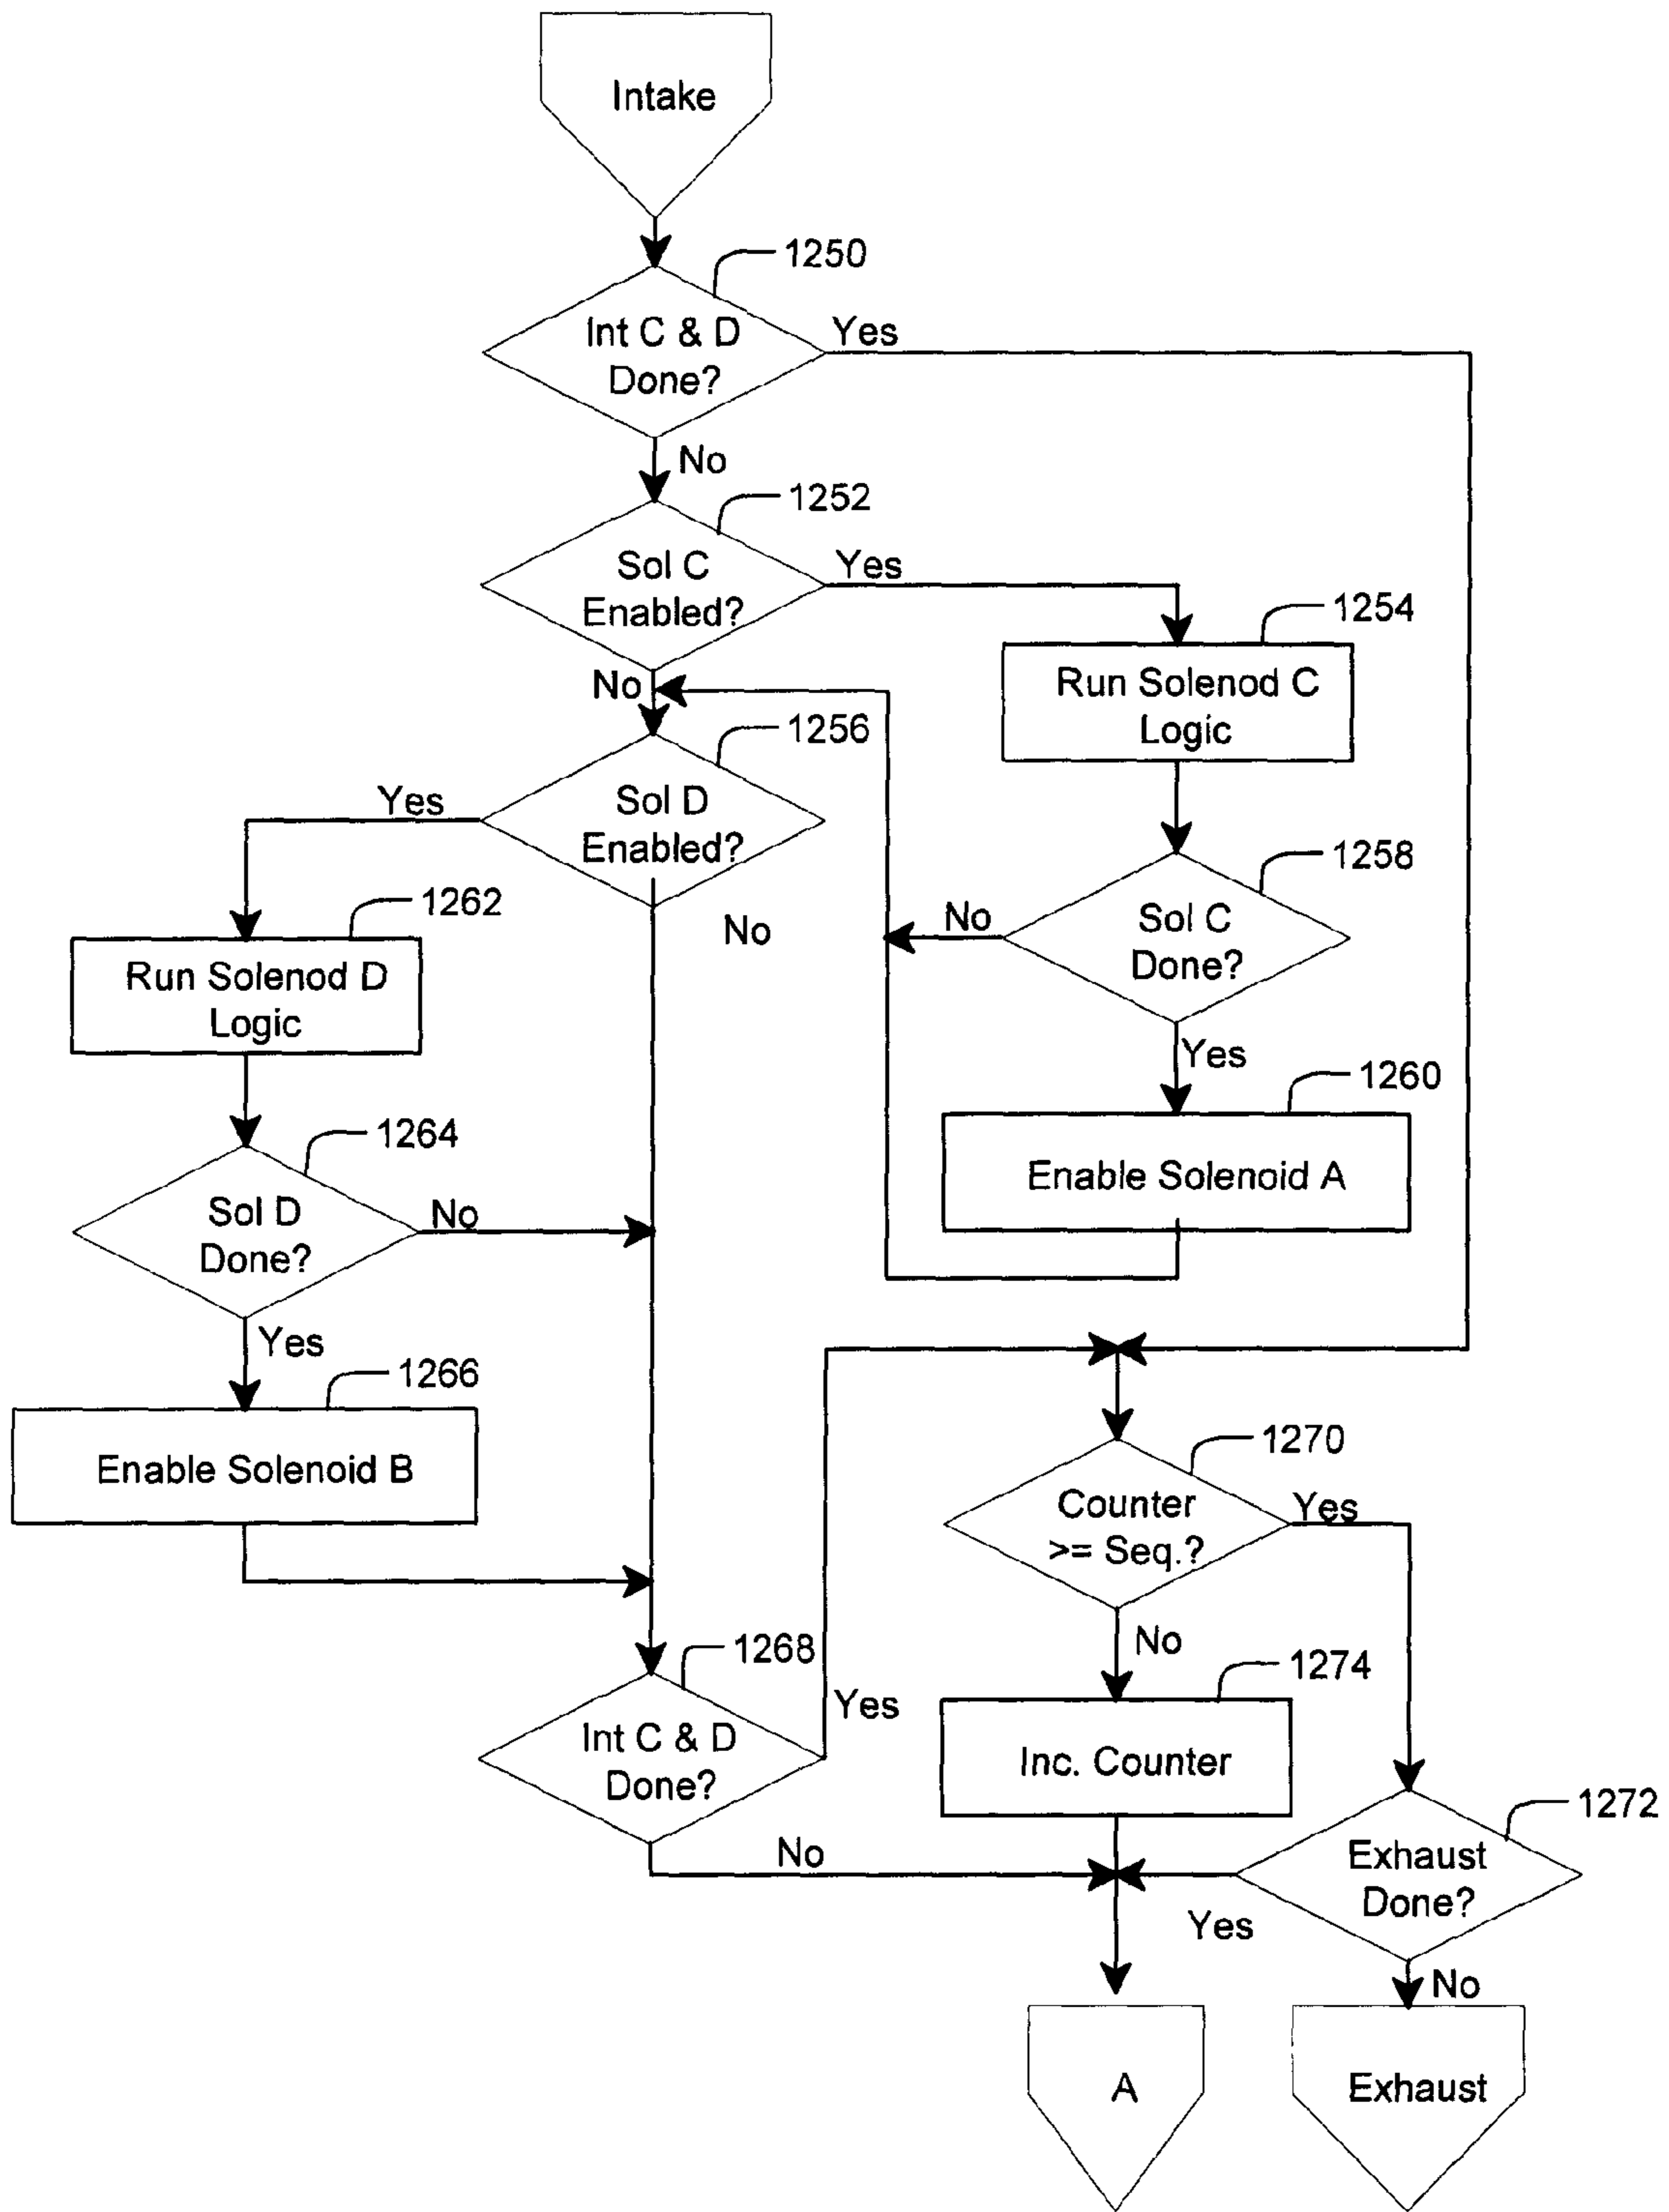 Intake
1250
Int C & D
Done?
Yes
No
1252
Sol C
Enabled?
Yes
1254
Run Solenod C
Logic
No
1256
Sol D
Enabled?
Yes
No
1258
Sol C
Done?
No
Yes
1262
Run Solenod D
Logic
1260
Enable Solenoid A
1264
Sol D
Done?
No
Yes
1266
Enable Solenoid B
1270
Counter
>= Seq.?
Yes
No
1268
Int C & D
Done?
Yes
No
1274
Inc. Counter
1272
Exhaust
Done?
Yes
No
A
Exhaust